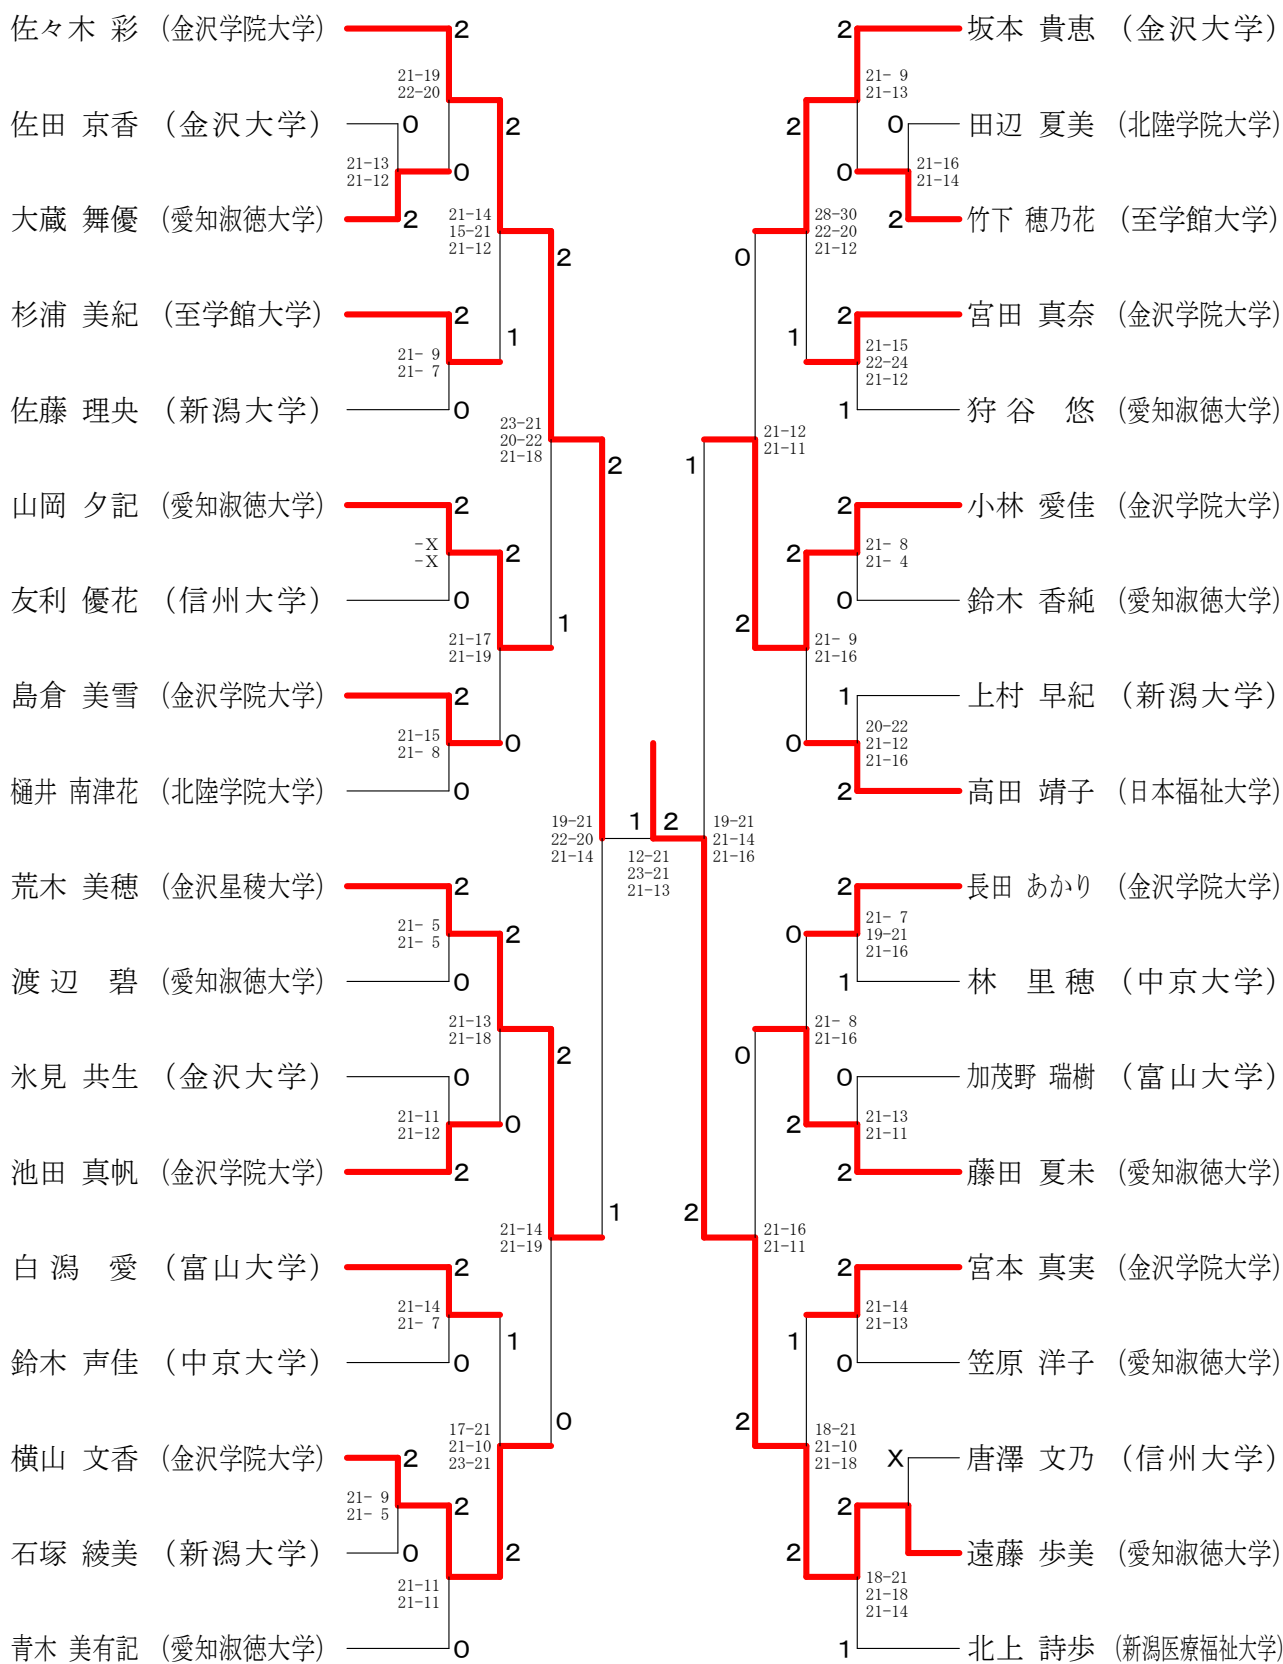 佐々木 彩 （金沢学院大学） 2
21-19
22-20
佐田 京香 （金沢大学） 0
2
21-13
21-12
0
大蔵 舞優 （愛知淑徳大学） 2
21-14
15-21
21-12
2
杉浦 美紀 （至学館大学） 2
1
21- 9
21- 7
佐藤 理央 （新潟大学） 0
23-21
20-22
21-18
2
山岡 夕記 （愛知淑徳大学） 2
-X
-X
2
友利 優花 （信州大学） 0
1
21-17
21-19
島倉 美雪 （金沢学院大学） 2
21-15
21- 8
0
樋井 南津花 （北陸学院大学） 0
19-21
22-20
21-14
1 2
12-21
23-21
21-13
荒木 美穂 （金沢星稜大学） 2
21- 5
21- 5
2
渡辺 碧 （愛知淑徳大学） 0
21-13
21-18
2
氷見 共生 （金沢大学） 0
21-11
21-12
0
池田 真帆 （金沢学院大学） 2
1
21-14
21-19
白潟 愛 （富山大学） 2
21-14
21- 7
1
鈴木 声佳 （中京大学） 0
0
17-21
21-10
23-21
横山 文香 （金沢学院大学） 2
21- 9
21- 5
2
石塚 綾美 （新潟大学） 0
2
21-11
21-11
青木 美有記 （愛知淑徳大学） 0
2 坂本 貴恵 （金沢大学）
21- 9
21-13
2
0 田辺 夏美 （北陸学院大学）
21-16
21-14
0
2 竹下 穂乃花 （至学館大学）
28-30
22-20
21-12
0
2 宮田 真奈 （金沢学院大学）
1
21-15
22-24
21-12
1 狩谷 悠 （愛知淑徳大学）
21-12
21-11
1
2 小林 愛佳 （金沢学院大学）
2
21- 8
21- 4
0 鈴木 香純 （愛知淑徳大学）
2
21- 9
21-16
1 上村 早紀 （新潟大学）
20-22
21-12
21-16
0
2 高田 靖子 （日本福祉大学）
19-21
21-14
21-16
2 長田 あかり （金沢学院大学）
21- 7
19-21
21-16
0
1 林 里穂 （中京大学）
21- 8
21-16
0
0 加茂野 瑞樹 （富山大学）
21-13
21-11
2
2 藤田 夏未 （愛知淑徳大学）
2
21-16
21-11
2 宮本 真実 （金沢学院大学）
21-14
21-13
1
0 笠原 洋子 （愛知淑徳大学）
2
18-21
21-10
21-18
X 唐澤 文乃 （信州大学）
2
遠藤 歩美 （愛知淑徳大学）
2
18-21
21-18
21-14
1 北上 詩歩 （新潟医療福祉大学）